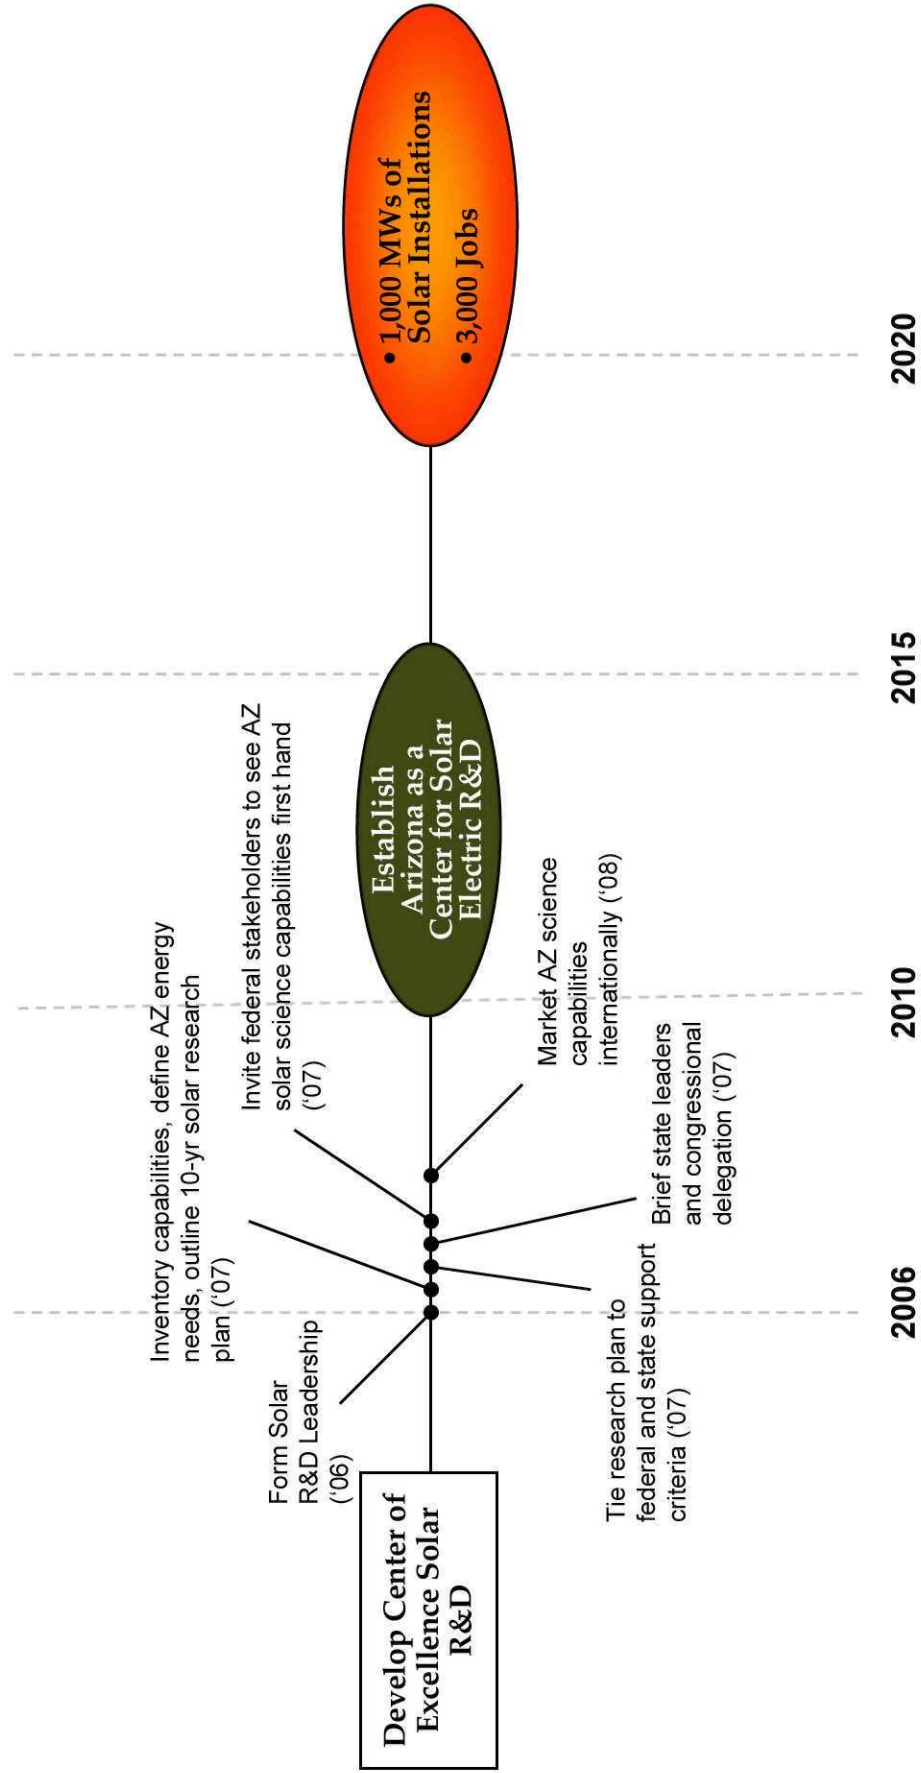 Develop Center of
Excellence Solar
R&D
Form Solar
R&D Leadership
(‘06)
Inventory capabilities, define AZ energy
needs, outline 10-yr solar research
plan (‘07)
Tie research plan to
federal and state support
criteria (‘07)
Brief state leaders
and congressional
delegation (‘07)
Invite federal stakeholders to see AZ
solar science capabilities first hand
(‘07)
Market AZ science
capabilities
internationally (‘08)
Establish
Arizona as a
Center for Solar
Electric R&D
• 1,000 MWs of
Solar Installations
• 3,000 Jobs
2006
2010
2015
2020